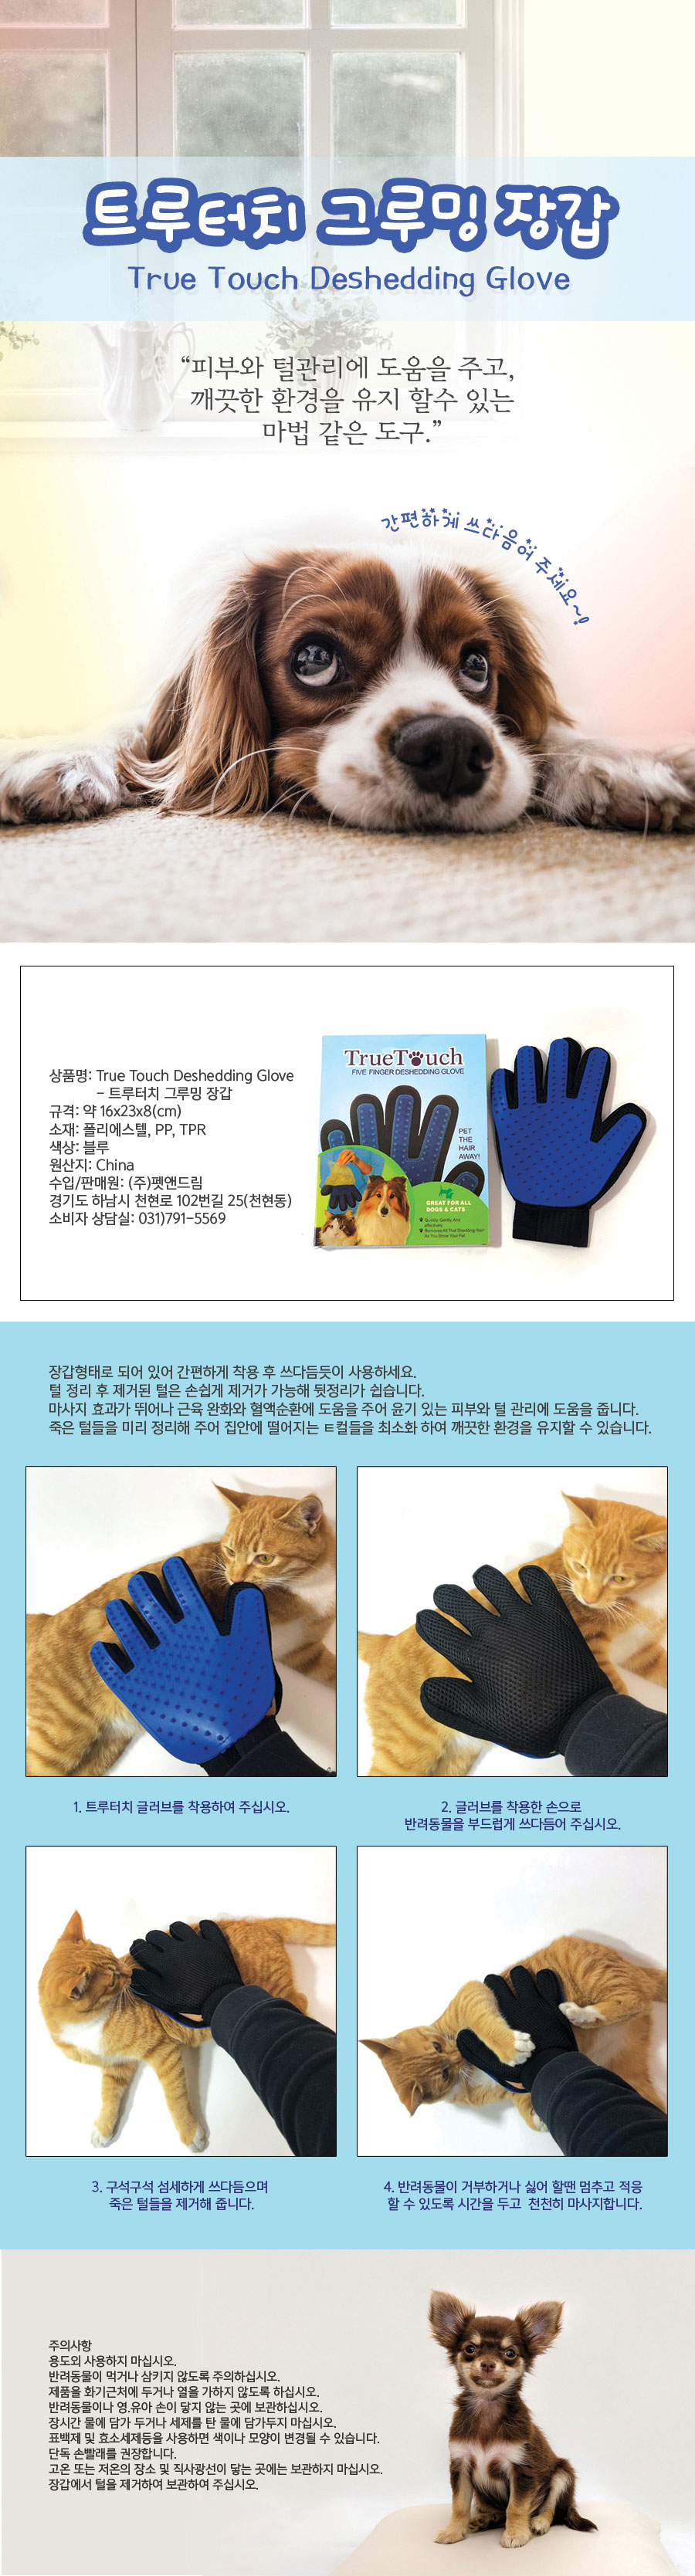 트루터치 그루밍 장갑
True Touch Deshedding Glove
“피부와 털관리에 도움을 주고,
깨끗한 환경을 유지 할수 있는
마법 같은 도구.”
간편하게 쓰다듬어 주세요~!
상품명: True Touch Deshedding Glove
- 트루터치 그루밍 장갑
규격: 약 16x23x8(cm)
소재: 폴리에스텔, PP, TPR
색상: 블루
원산지: China
수입/판매원: (주)펫앤드림
경기도 하남시 천현로 102번길 25(천현동)
소비자 상담실: 031)791-5569
TrueTouch
FIVE FINGER DESHEDDING GLOVE
PET
THE
HAIR
AWAY!
GREAT FOR ALL
DOGS & CATS
Quickly, Gently And
effectively
Removes All That Shedding Hair
As You Stroke Your Pet
장갑형태로 되어 있어 간편하게 착용 후 쓰다듬듯이 사용하세요.
털 정리 후 제거된 털은 손쉽게 제거가 가능해 뒷정리가 쉽습니다.
마사지 효과가 뛰어나 근육 완화와 혈액순환에 도움을 주어 윤기 있는 피부와 털 관리에 도움을 줍니다.
죽은 털들을 미리 정리해 주어 집안에 떨어지는 ㅌ컬들을 최소화 하여 깨끗한 환경을 유지할 수 있습니다.
1. 트루터치 글러브를 착용하여 주십시오.
2. 글러브를 착용한 손으로
반려동물을 부드럽게 쓰다듬어 주십시오.
3. 구석구석 섬세하게 쓰다듬으며
죽은 털들을 제거해 줍니다.
4. 반려동물이 거부하거나 싫어 할땐 멈추고 적응
할 수 있도록 시간을 두고 천천히 마사지합니다.
주의사항
용도외 사용하지 마십시오.
반려동물이 먹거나 삼키지 않도록 주의하십시오.
제품을 화기근처에 두거나 열을 가하지 않도록 하십시오.
반려동물이나 영.유아 손이 닿지 않는 곳에 보관하십시오.
장시간 물에 담가 두거나 세제를 탄 물에 담가두지 마십시오.
표백제 및 효소세제등을 사용하면 색이나 모양이 변경될 수 있습니다.
단독 손빨래를 권장합니다.
고온 또는 저온의 장소 및 직사광선이 닿는 곳에는 보관하지 마십시오.
장갑에서 털을 제거하여 보관하여 주십시오.